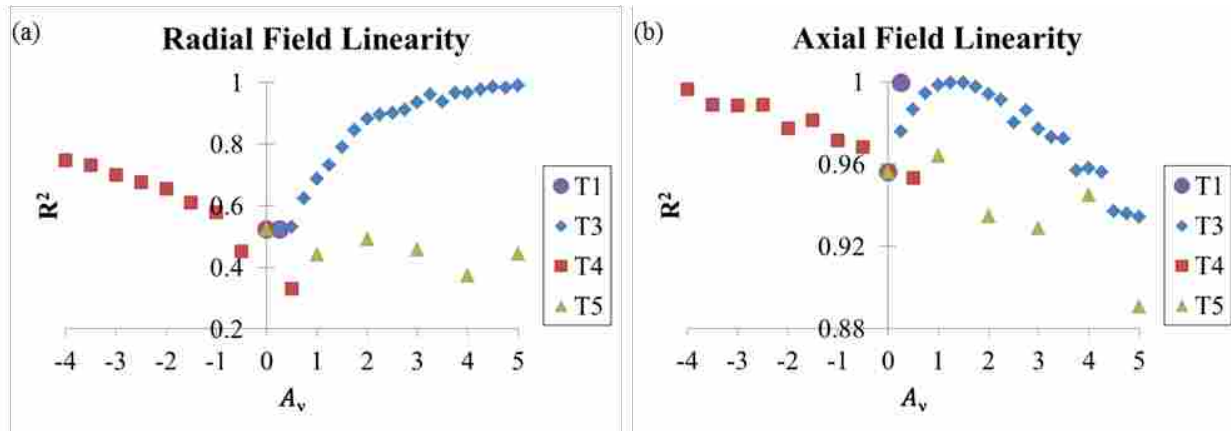 (a)
Radial Field Linearity
1
0.8
0.6
0.4
0.2
R²
-4 -3 -2 -1 0 1 2 3 4 5
Aᵥ
T1
T3
T4
T5
(b)
Axial Field Linearity
1
0.96
0.92
0.88
R²
-4 -3 -2 -1 0 1 2 3 4 5
Aᵥ
T1
T3
T4
T5